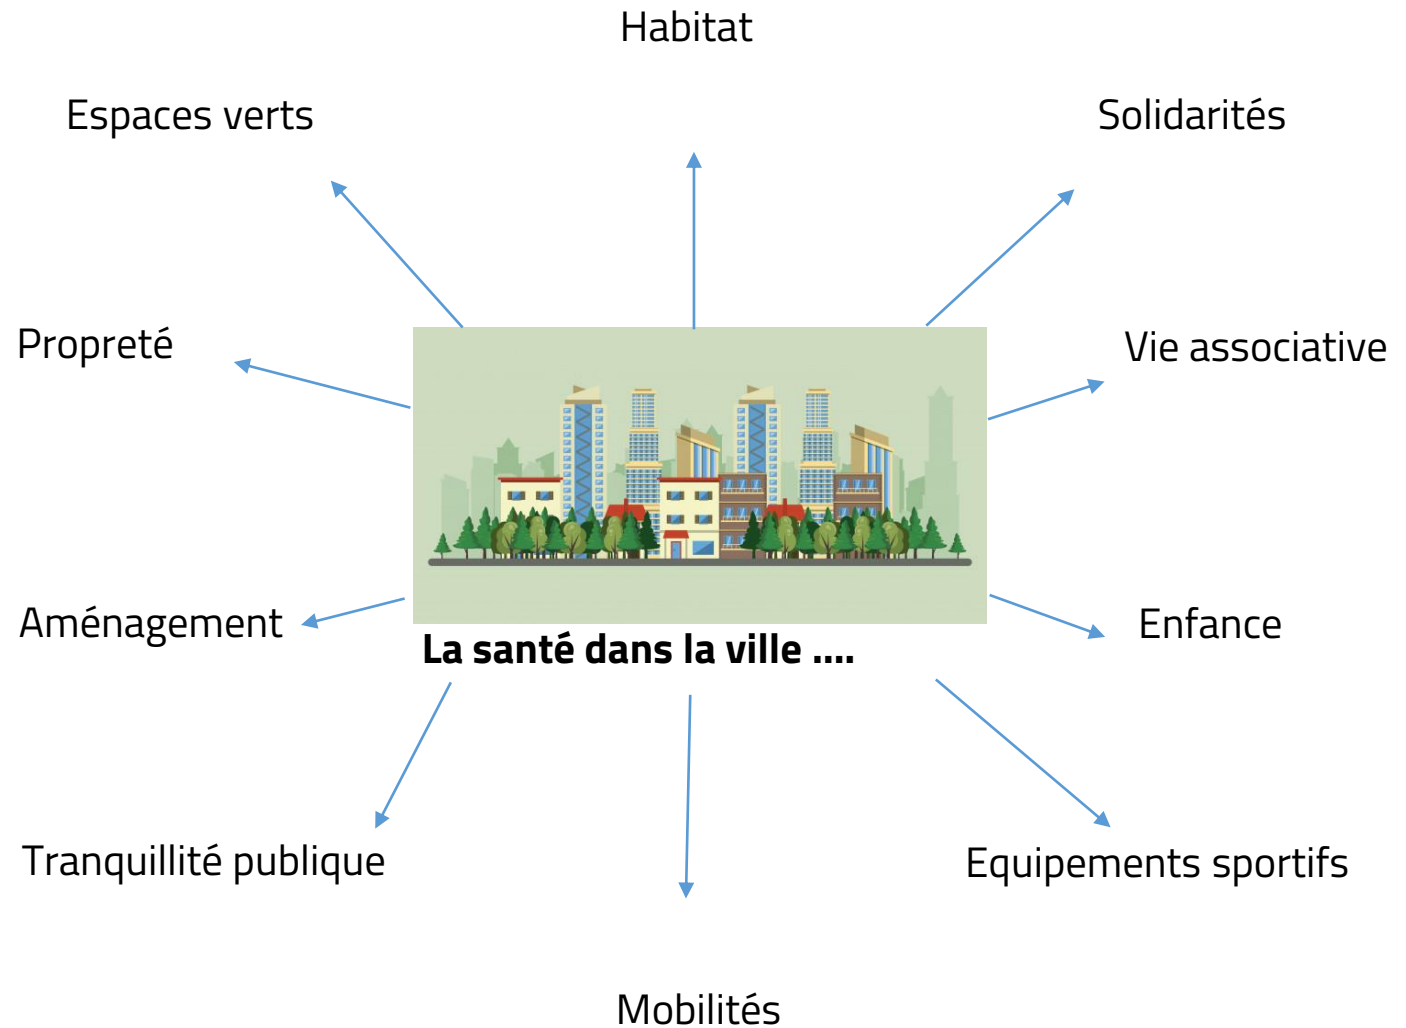 Habitat
Espaces verts
Solidarités
Propreté
Vie associative
Aménagement
Enfance
La santé dans la ville ....
Tranquillité publique
Equipements sportifs
Mobilités